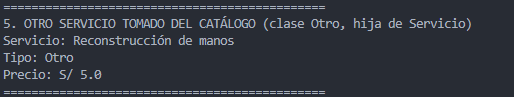 ==============================================
5. OTRO SERVICIO TOMADO DEL CATÁLOGO (clase Otro, hija de Servicio)
Servicio: Reconstrucción de manos
Tipo: Otro
Precio: S/ 5.0
==============================================